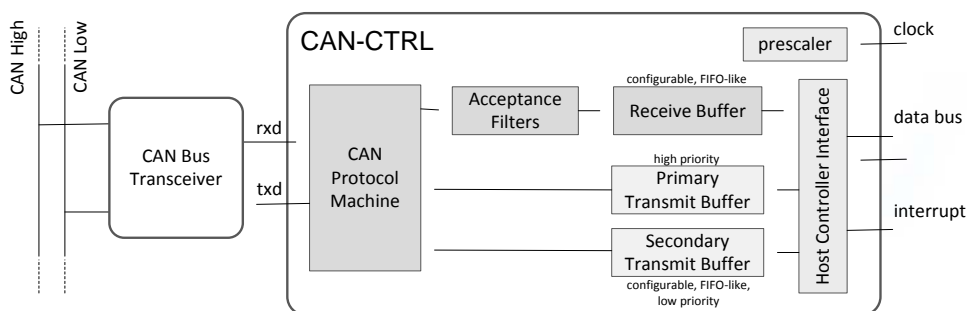 CAN High
CAN Low
CAN-CTRL
prescaler
clock
configurable, FIFO-like
Acceptance
Filters
Receive Buffer
data bus
rxd
CAN Bus
Transceiver
txd
CAN
Protocol
Machine
high priority
Primary
Transmit Buffer
Secondary
Transmit Buffer
configurable, FIFO-like,
low priority
Host Controller Interface
interrupt